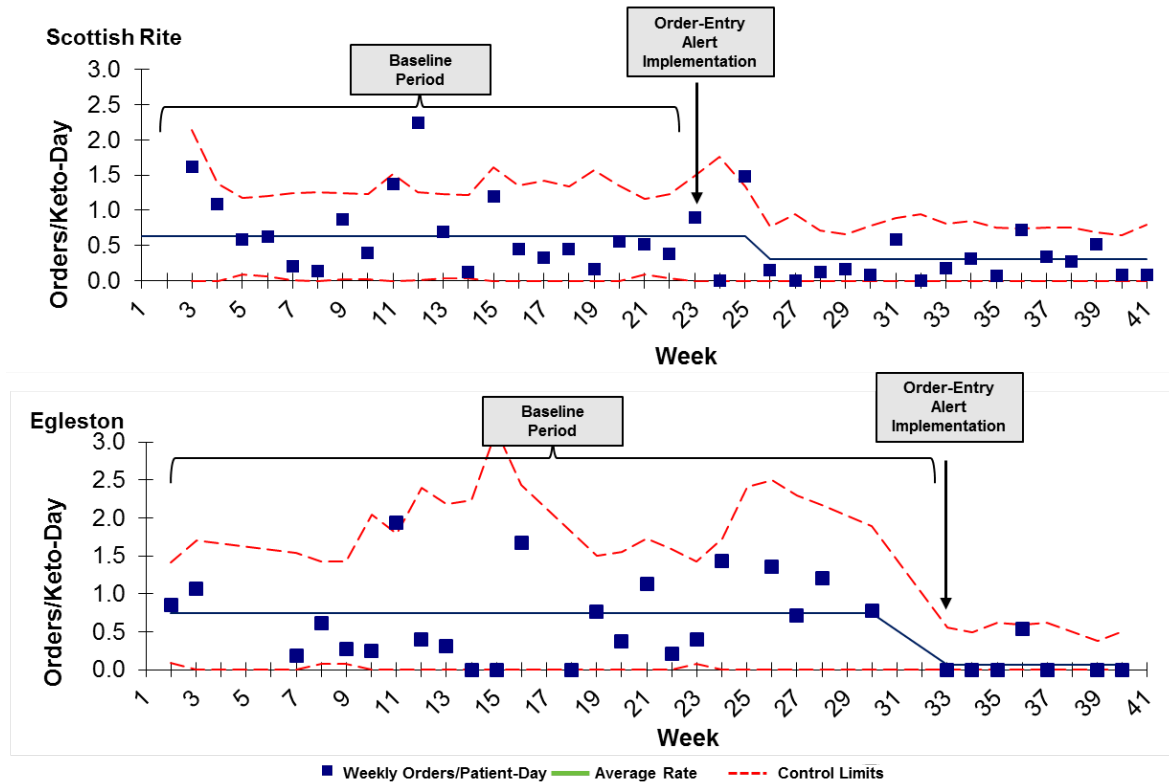 Scottish Rite
Baseline
Period
Order-Entry
Alert
Implementation
Orders/Keto-Day
3.0
2.5
2.0
1.5
1.0
0.5
0.0
1 3 5 7 9 11 13 15 17 19 21 23 25 27 29 31 33 35 37 39 41
Week
Egleston
Baseline
Period
Order-Entry
Alert
Implementation
Orders/Keto-Day
3.0
2.5
2.0
1.5
1.0
0.5
0.0
1 3 5 7 9 11 13 15 17 19 21 23 25 27 29 31 33 35 37 39 41
Week
Weekly Orders/Patient-Day Average Rate Control Limits